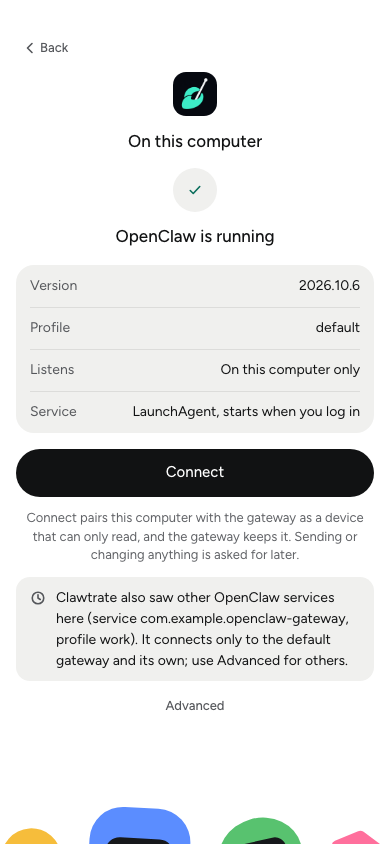 Back
On this computer
OpenClaw is running
Version 2026.10.6
Profile default
Listens On this computer only
Service LaunchAgent, starts when you log in
Connect
Connect pairs this computer with the gateway as a device
that can only read, and the gateway keeps it. Sending or
changing anything is asked for later.
Clawtrate also saw other OpenClaw services
here (service com.example.openclaw-gateway,
profile work). It connects only to the default
gateway and its own; use Advanced for others.
Advanced